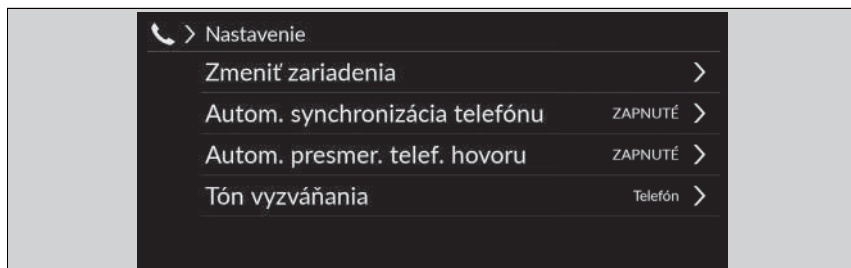 Nastavenie
Zmeniť zariadenia
Autom. synchronizácia telefónu ZAPNUTÉ
Autom. presmer. telef. hovoru ZAPNUTÉ
Tón vyzváňania Telefón